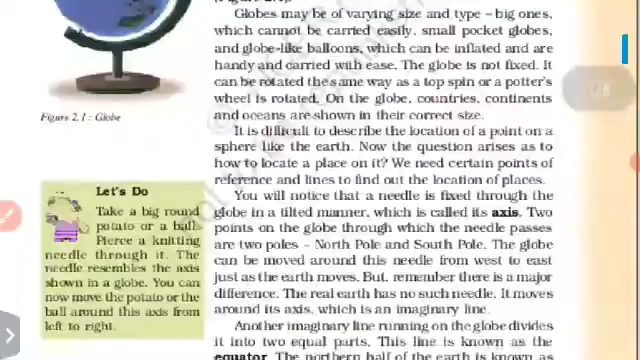 Globes may be of varying size and type – big ones,
which cannot be carried easily, small pocket globes,
and globe-like balloons, which can be inflated and are
handy and carried with ease. The globe is not fixed. It
can be rotated the same way as a top spin or a potter's
wheel is rotated. On the globe, countries, continents
and oceans are shown in their correct size.
It is difficult to describe the location of a point on a
sphere like the earth. Now the question arises as to
how to locate a place on it? We need certain points of
reference and lines to find out the location of places.
You will notice that a needle is fixed through the
globe in a tilted manner, which is called its axis. Two
points on the globe through which the needle passes
are two poles – North Pole and South Pole. The globe
can be moved around this needle from west to east
just as the earth moves. But, remember there is a major
difference. The real earth has no such needle. It moves
around its axis, which is an imaginary line.
Another imaginary line running on the globe divides
it into two equal parts. This line is known as the
equator. The northern half of the earth is known as
Figure 2.1 : Globe
Let's Do
Take a big round
potato or a ball.
Pierce a knitting
needle through it. The
needle resembles the axis
shown in a globe. You can
now move the potato or the
ball around this axis from
left to right.